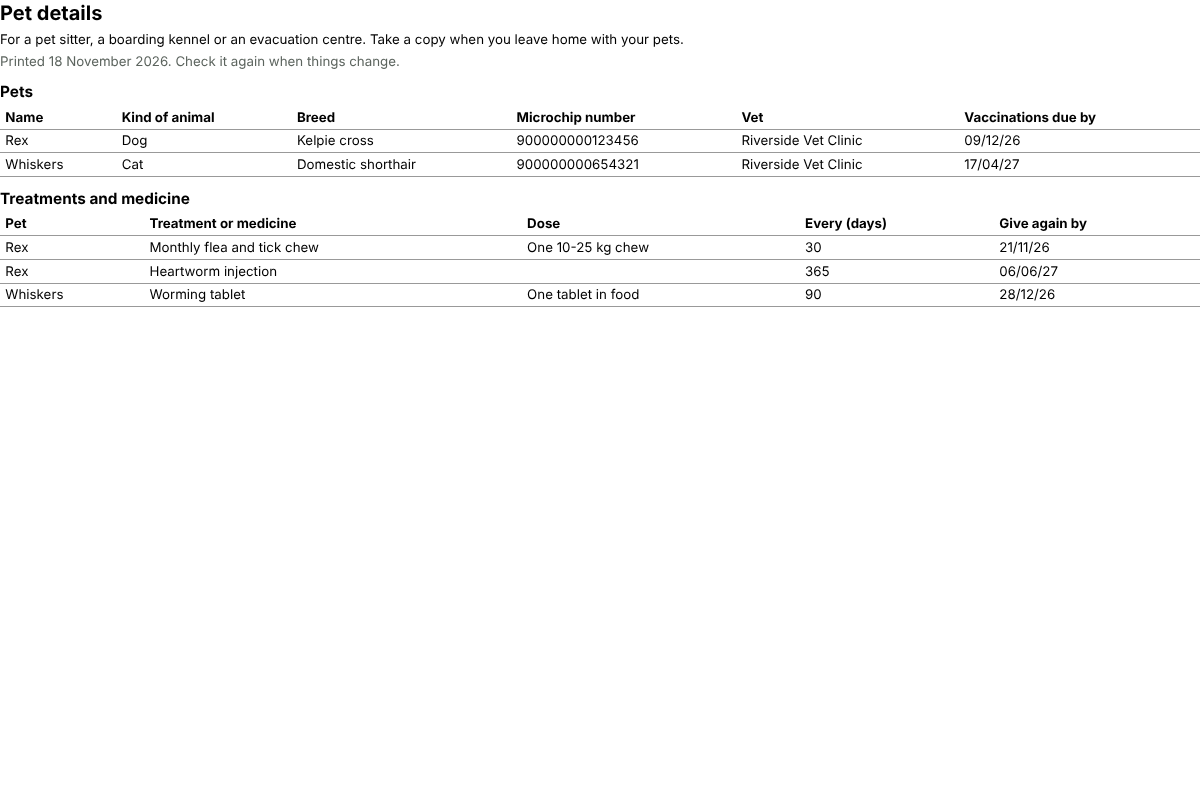 Pet details
For a pet sitter, a boarding kennel or an evacuation centre. Take a copy when you leave home with your pets.
Printed 18 November 2026. Check it again when things change.
Pets
Name Kind of animal Breed Microchip number Vet Vaccinations due by
Rex Dog Kelpie cross 900000000123456 Riverside Vet Clinic 09/12/26
Whiskers Cat Domestic shorthair 900000000654321 Riverside Vet Clinic 17/04/27
Treatments and medicine
Pet Treatment or medicine Dose Every (days) Give again by
Rex Monthly flea and tick chew One 10-25 kg chew 30 21/11/26
Rex Heartworm injection 365 06/06/27
Whiskers Worming tablet One tablet in food 90 28/12/26